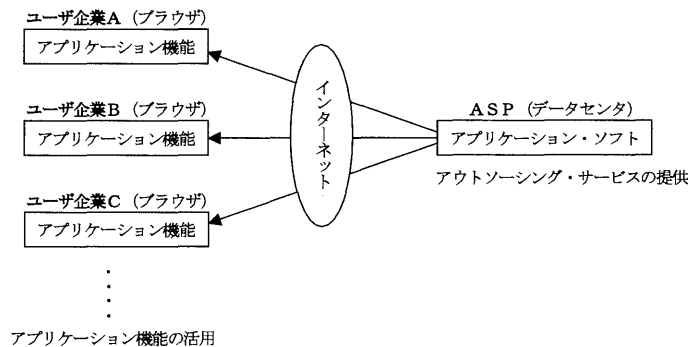 ユーザ企業A（ブラウザ）
アプリケーション機能
ユーザ企業B（ブラウザ）
アプリケーション機能
ユーザ企業C（ブラウザ）
アプリケーション機能
アプリケーション機能の活用
インターネット
ASP（データセンタ）
アプリケーション・ソフト
アウトソーシング・サービスの提供